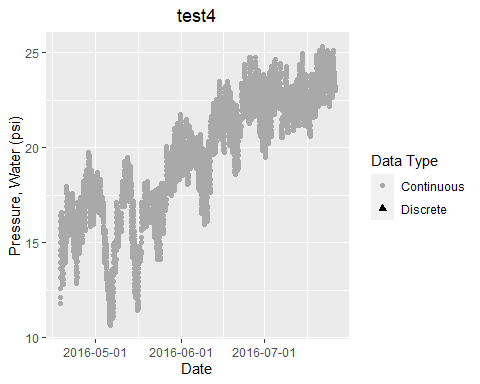 test4
Pressure, Water (psi)
25
20
15
10
2016-05-01
2016-06-01
2016-07-01
Date
Data Type
Continuous
Discrete